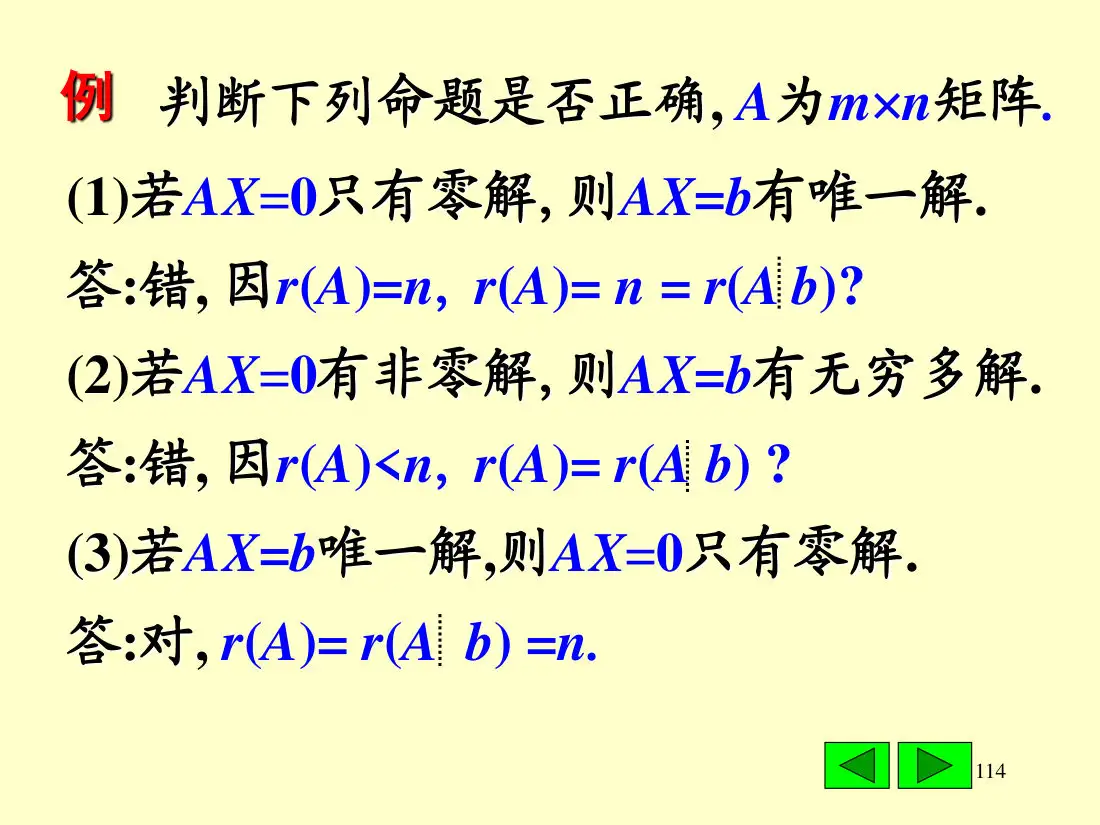 例 判断下列命题是否正确, A为m×n矩阵.
(1)若AX=0只有零解, 则AX=b有唯一解.
答:错, 因r(A)=n, r(A)= n = r(A b)?
(2)若AX=0有非零解, 则AX=b有无穷多解.
答:错, 因r(A)<n, r(A)= r(A b) ?
(3)若AX=b唯一解,则AX=0只有零解.
答:对, r(A)= r(A b) =n.
114